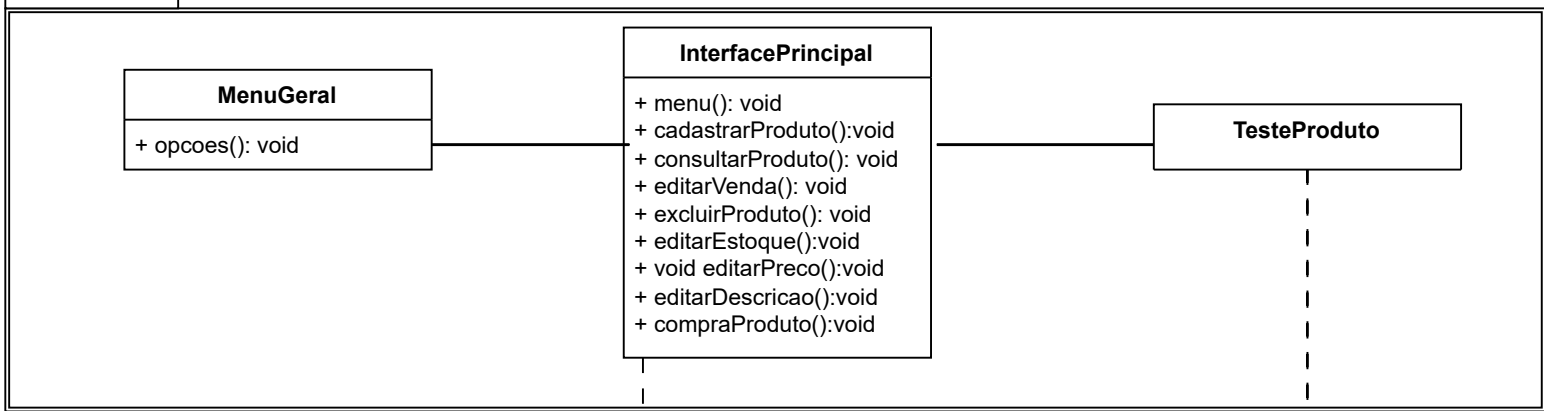 MenuGeral
+ opcoes(): void
InterfacePrincipal
+ menu(): void
+ cadastrarProduto():void
+ consultarProduto(): void
+ editarVenda(): void
+ excluirProduto(): void
+ editarEstoque():void
+ void editarPreco():void
+ editarDescricao():void
+ compraProduto():void
TesteProduto